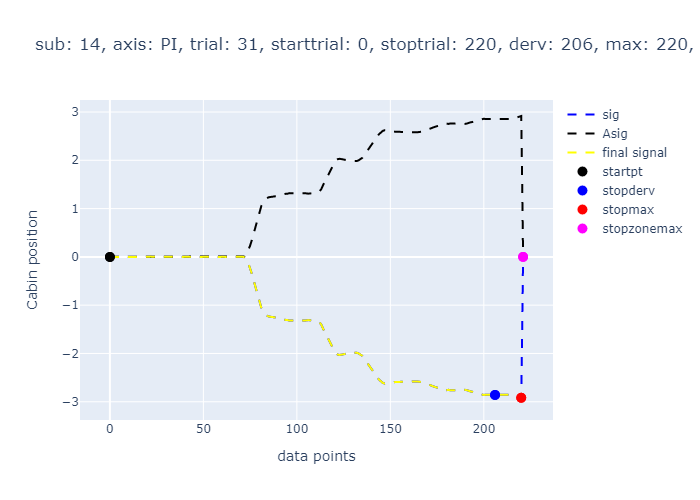 sub: 14, axis: PI, trial: 31, starttrial: 0, stoptrial: 220, derv: 206, max: 220,
sig
Asig
final signal
startpt
stopderv
stopmax
stopzonemax
Cabin position
3
2
1
0
−1
−2
−3
0
50
100
150
200
data points